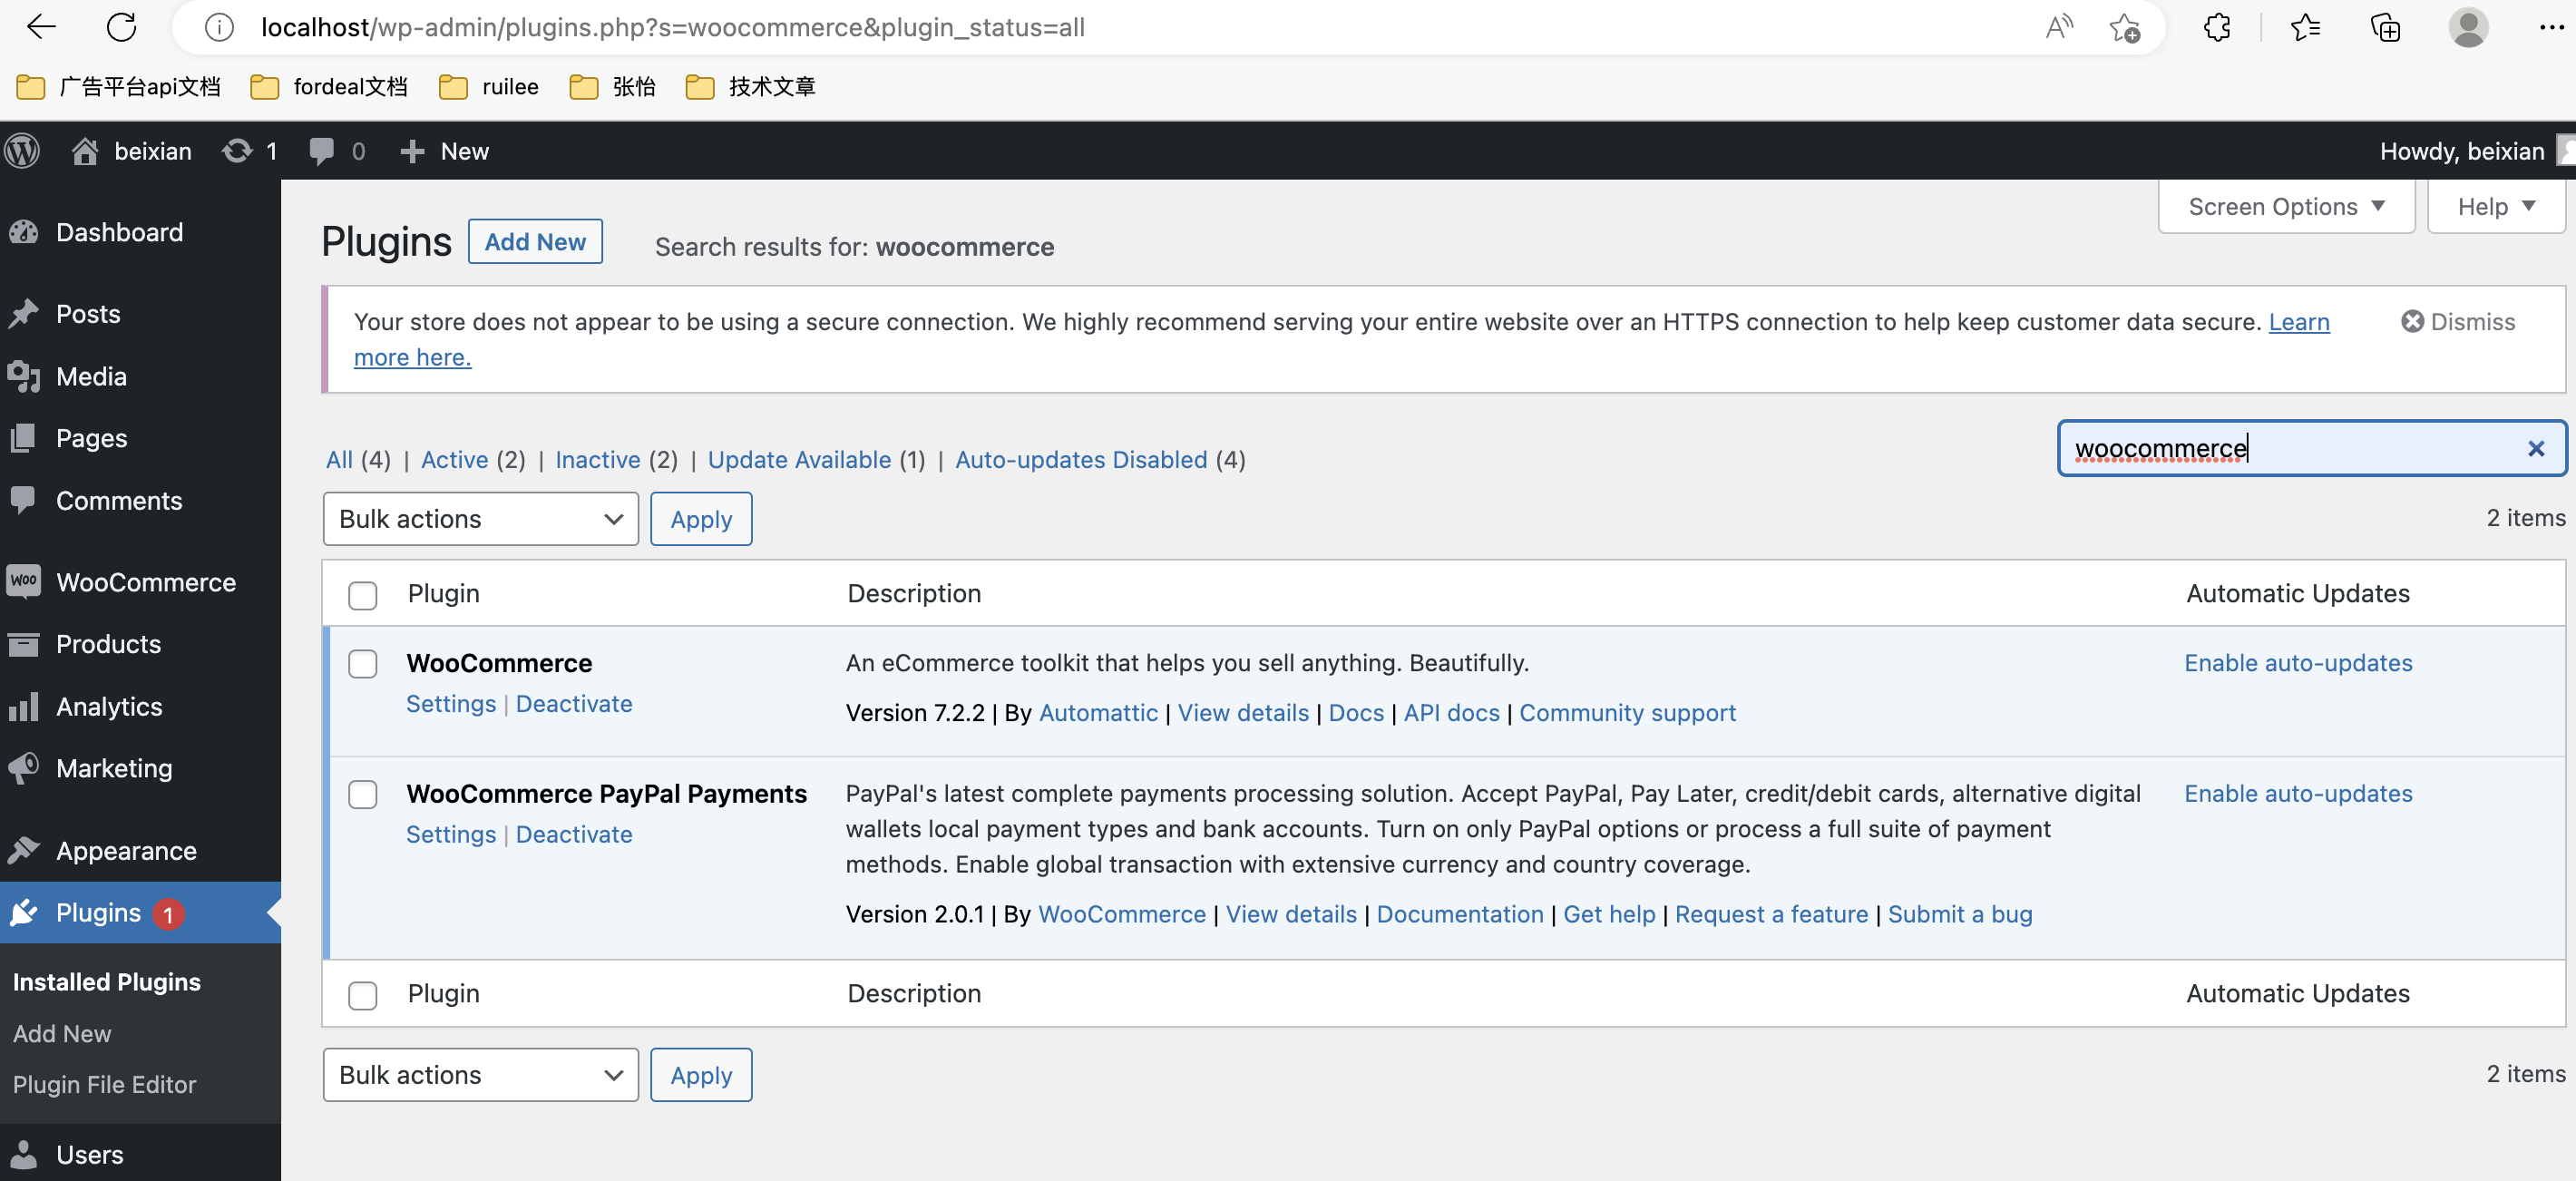 localhost/wp-admin/plugins.php?s=woocommerce&plugin_status=all
广告平台api文档 fordeal文档 ruilee 张怡 技术文章
beixian 1 0 New Howdy, beixian
Screen Options Help
Plugins Add New Search results for: woocommerce
Your store does not appear to be using a secure connection. We highly recommend serving your entire website over an HTTPS connection to help keep customer data secure. Learn
more here.
Dismiss
All (4) | Active (2) | Inactive (2) | Update Available (1) | Auto-updates Disabled (4)
woocommerce
Bulk actions Apply 2 items
Plugin Description Automatic Updates
WooCommerce
Settings | Deactivate
An eCommerce toolkit that helps you sell anything. Beautifully.
Version 7.2.2 | By Automattic | View details | Docs | API docs | Community support
Enable auto-updates
WooCommerce PayPal Payments
Settings | Deactivate
PayPal's latest complete payments processing solution. Accept PayPal, Pay Later, credit/debit cards, alternative digital
wallets local payment types and bank accounts. Turn on only PayPal options or process a full suite of payment
methods. Enable global transaction with extensive currency and country coverage.
Version 2.0.1 | By WooCommerce | View details | Documentation | Get help | Request a feature | Submit a bug
Enable auto-updates
Plugin Description Automatic Updates
Bulk actions Apply 2 items
Dashboard
Posts
Media
Pages
Comments
Woo WooCommerce
Products
Analytics
Marketing
Appearance
Plugins 1
Installed Plugins
Add New
Plugin File Editor
Users